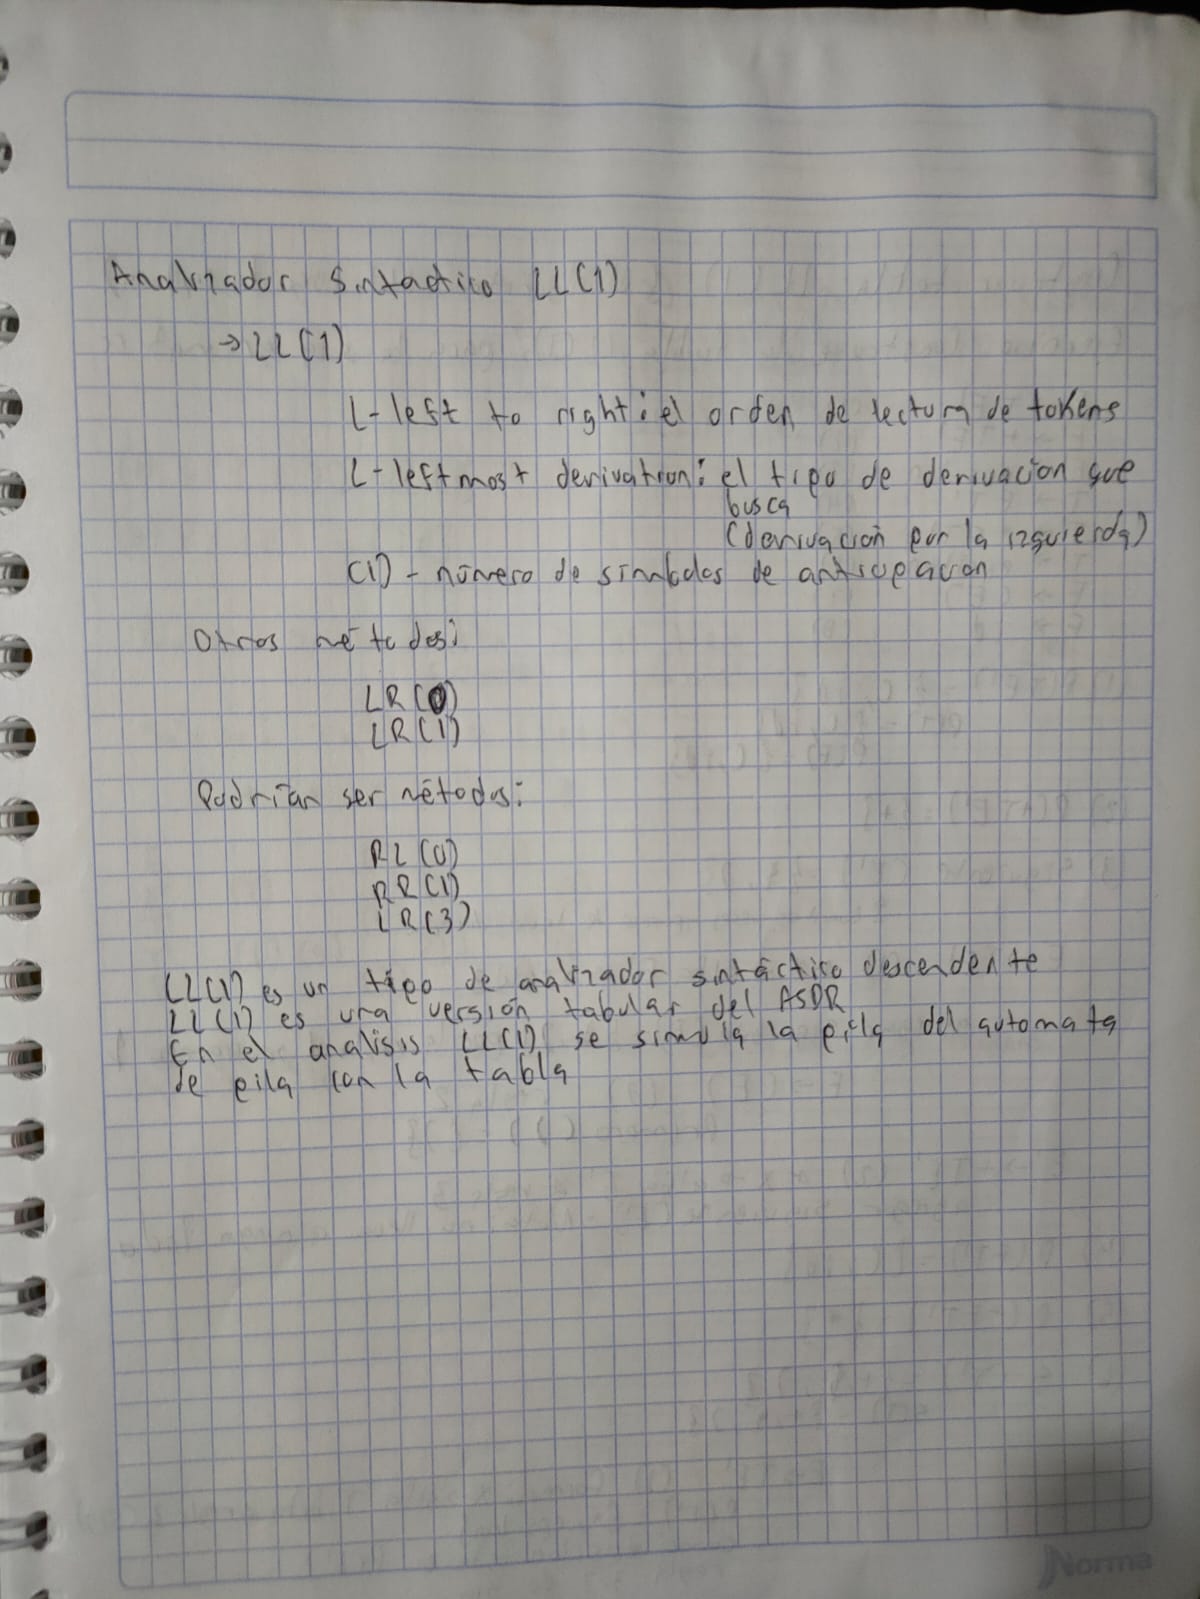 Analizador Sintactico LL(1)
→ LL(1)
L - left to right: el orden de lectura de tokens
L - leftmost derivation: el tipo de derivacion que
busca
(derivación por la izquierda)
(1) - número de simbolos de anticipacion
Otros métodos:
LR(0)
LR(1)
Podrían ser métodos:
RL(0)
RR(1)
LR(3)
LL(1) es un tipo de analizador sintáctico descendente
LL(1) es una versión tabular del ASDR
En el analisis LL(1) se simula la pila del automata
de pila con la tabla
Norma